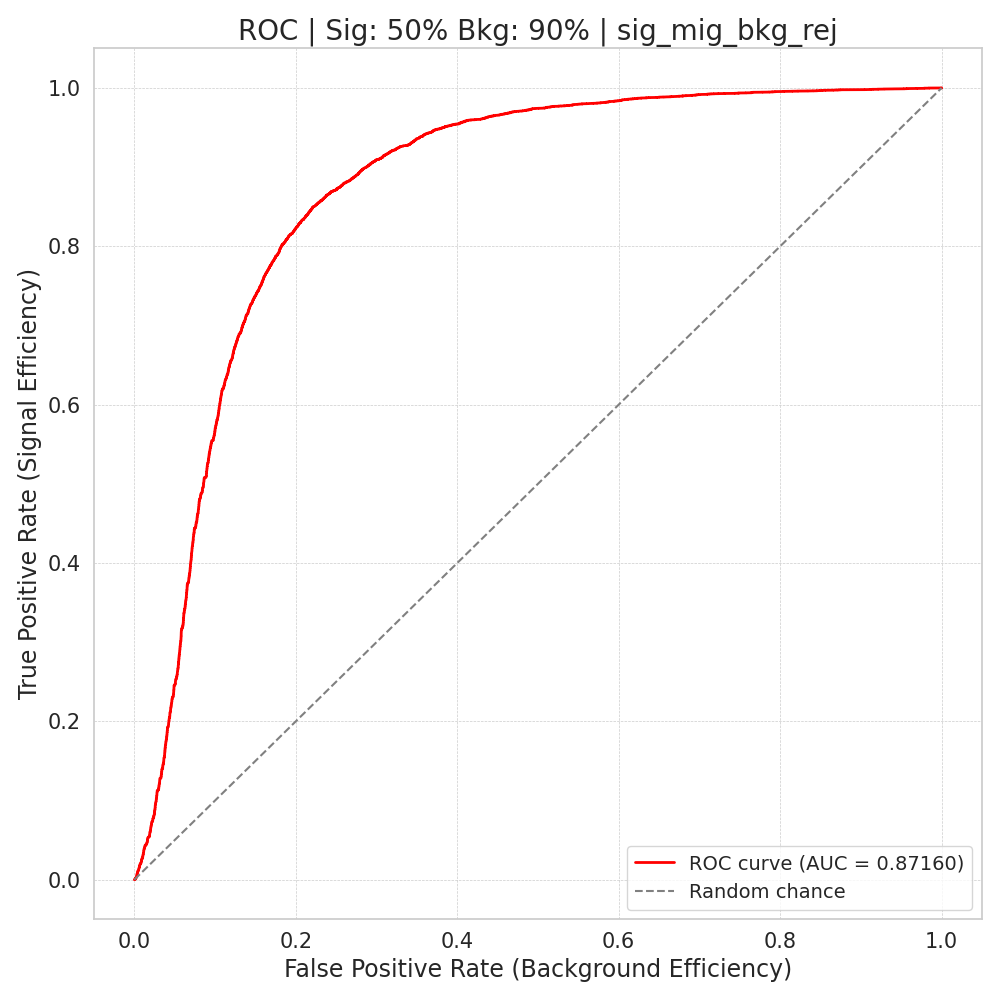 ROC | Sig: 50% Bkg: 90% | sig_mig_bkg_rej
True Positive Rate (Signal Efficiency)
1.0
0.8
0.6
0.4
0.2
0.0
ROC curve (AUC = 0.87160)
Random chance
0.0 0.2 0.4 0.6 0.8 1.0
False Positive Rate (Background Efficiency)